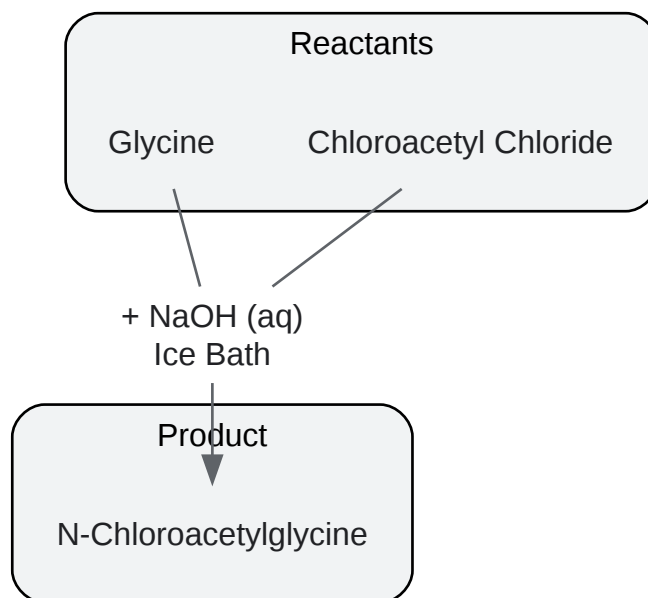 Reactants
Glycine
Chloroacetyl Chloride
+ NaOH (aq)
Ice Bath
Product
N-Chloroacetylglycine